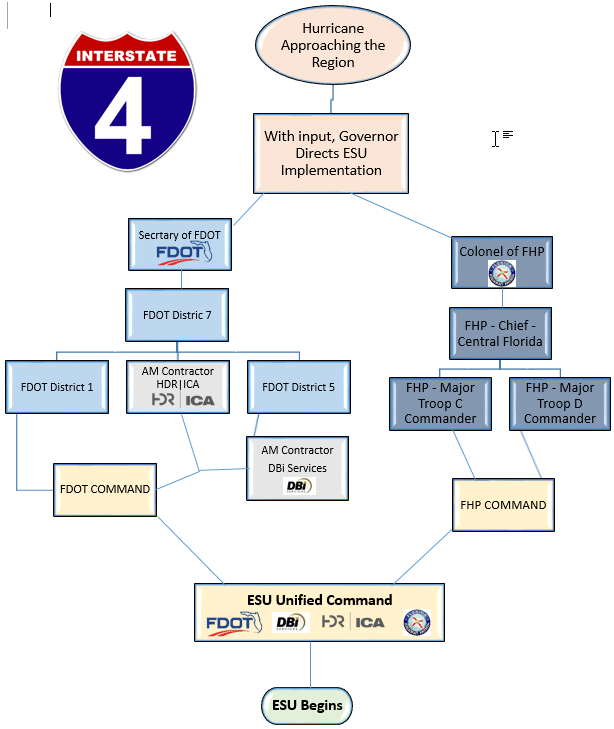 INTERSTATE
4
Hurricane
Approaching the
Region
With input, Governor
Directs ESU
Implementation
Secrtary of FDOT
FDOT
Colonel of FHP
FDOT Distric 7
FHP - Chief -
Central Florida
FDOT District 1
AM Contractor
HDR|ICA
HDR ICA
FDOT District 5
FHP - Major
Troop C
Commander
FHP - Major
Troop D
Commander
AM Contractor
DBi Services
DBi
SERVICES
FDOT COMMAND
FHP COMMAND
ESU Unified Command
FDOT DBi SERVICES HDR | ICA
ESU Begins